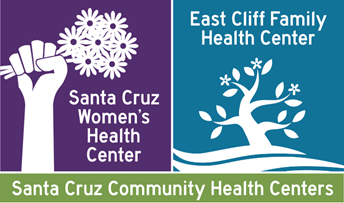 Santa Cruz
Women's
Health
Center
East Cliff Family
Health Center
Santa Cruz Community Health Centers